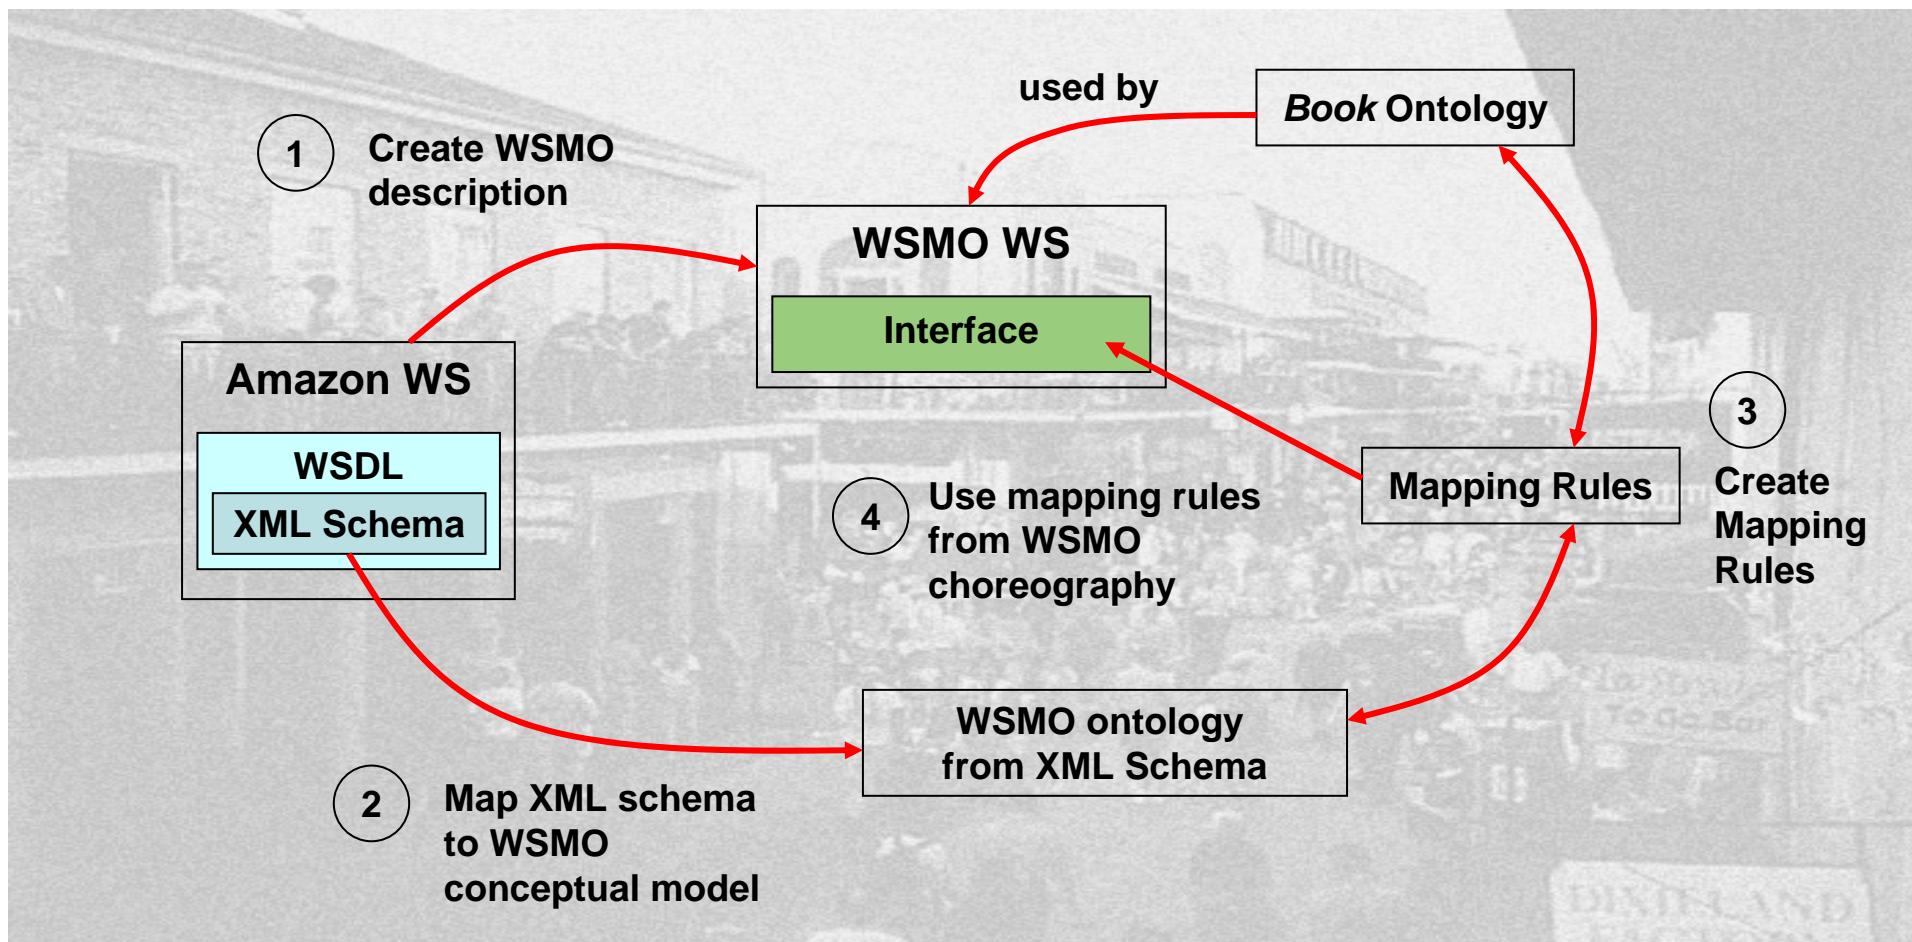 used by
Book Ontology
1
Create WSMO
description
WSMO WS
Interface
Amazon WS
WSDL
XML Schema
3
Create
Mapping
Rules
Mapping Rules
4
Use mapping rules
from WSMO
choreography
WSMO ontology
from XML Schema
2
Map XML schema
to WSMO
conceptual model
DIXIELAND